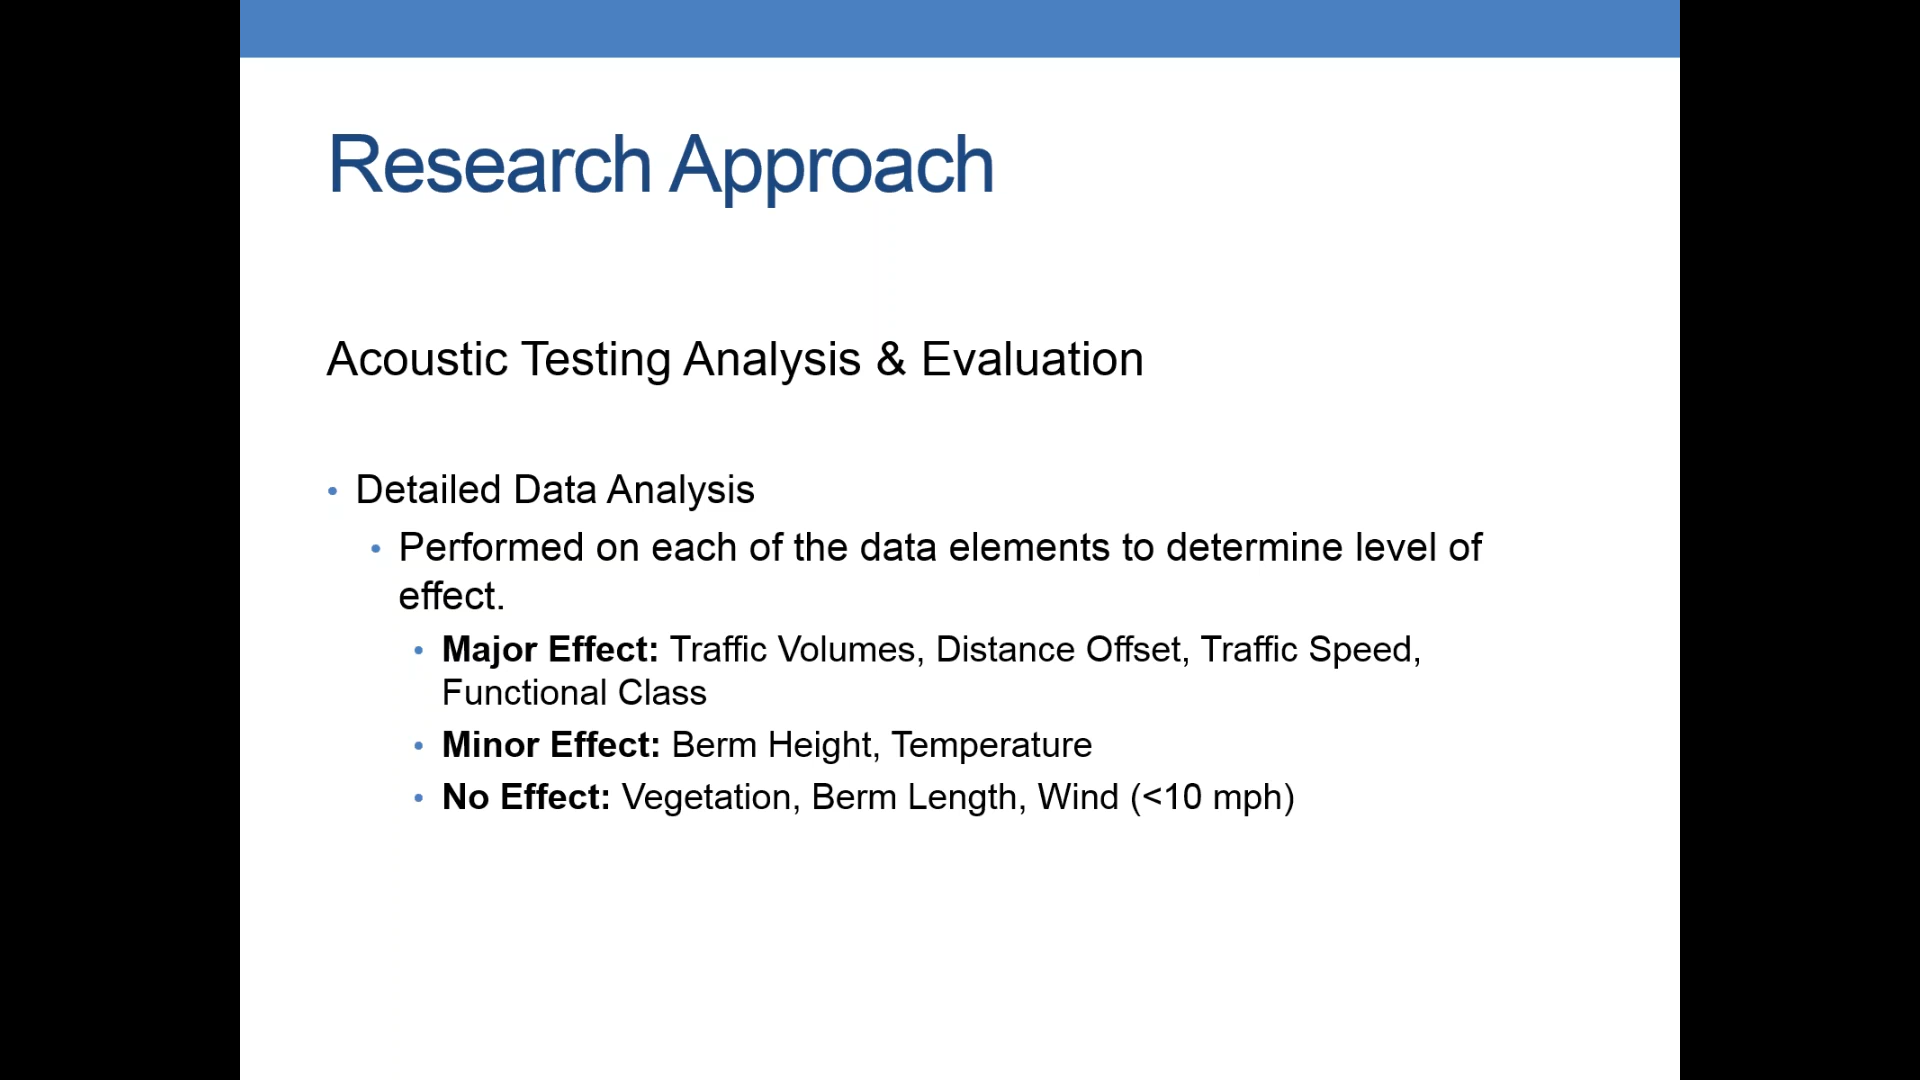 Research Approach
Acoustic Testing Analysis & Evaluation
• Detailed Data Analysis
• Performed on each of the data elements to determine level of
effect.
• Major Effect: Traffic Volumes, Distance Offset, Traffic Speed,
Functional Class
• Minor Effect: Berm Height, Temperature
• No Effect: Vegetation, Berm Length, Wind (<10 mph)